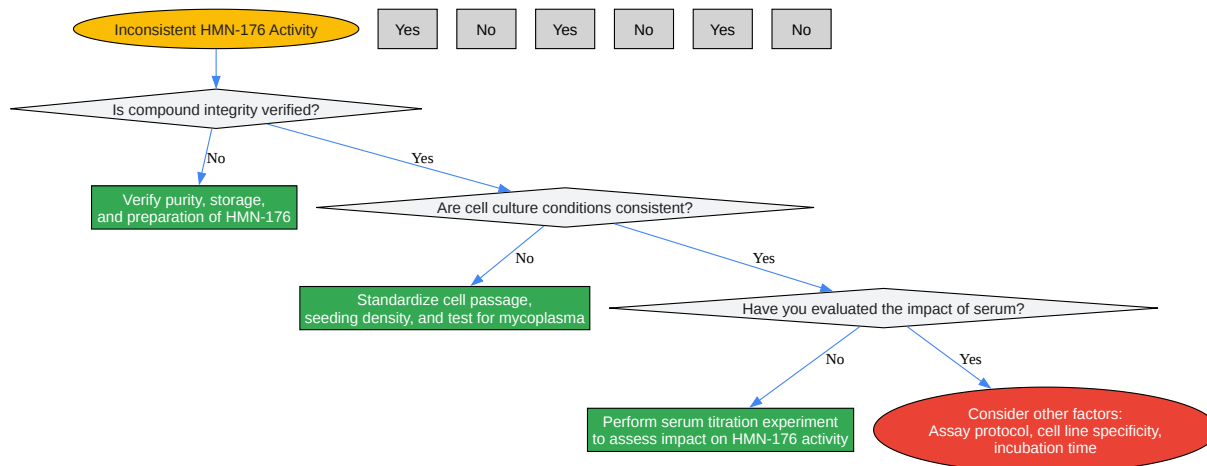 Inconsistent HMN-176 Activity
Yes
No
Yes
No
Yes
No
Is compound integrity verified?
No
Yes
Verify purity, storage,
and preparation of HMN-176
Are cell culture conditions consistent?
No
Yes
Standardize cell passage,
seeding density, and test for mycoplasma
Have you evaluated the impact of serum?
No
Yes
Perform serum titration experiment
to assess impact on HMN-176 activity
Consider other factors:
Assay protocol, cell line specificity,
incubation time